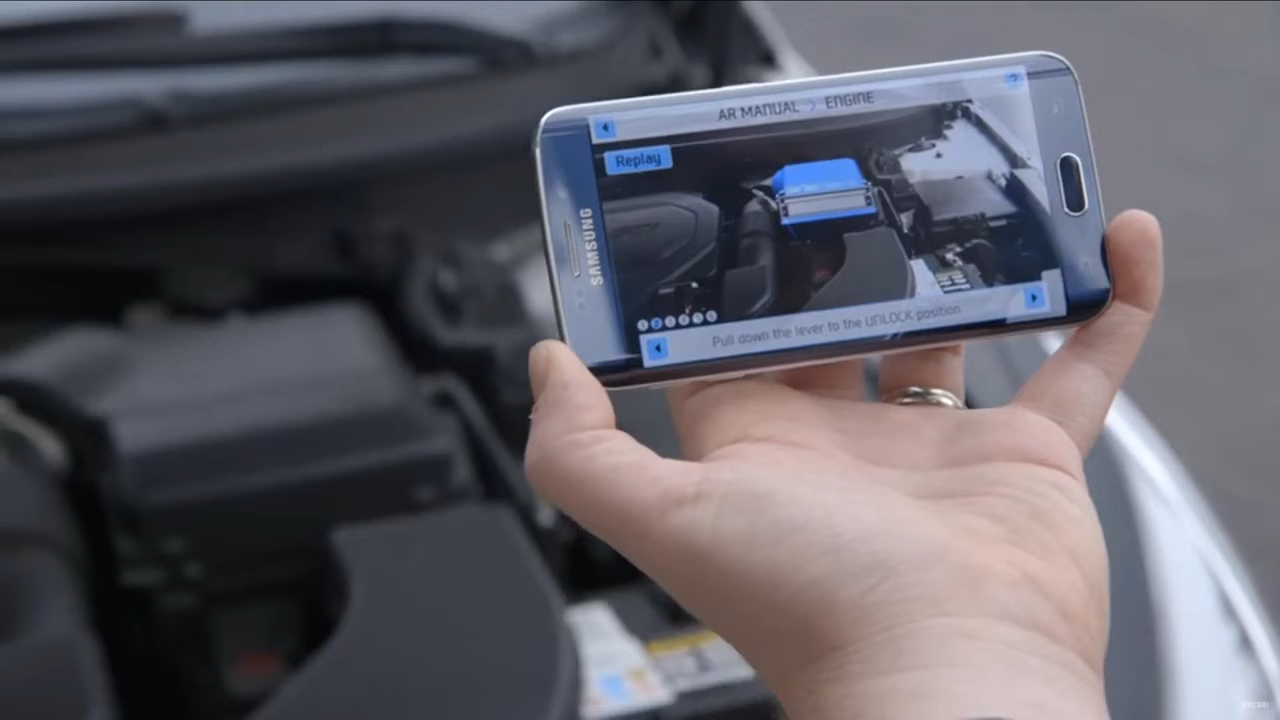 AR MANUAL > ENGINE
?
Replay
SAMSUNG
Pull down the lever to the UNLOCK position